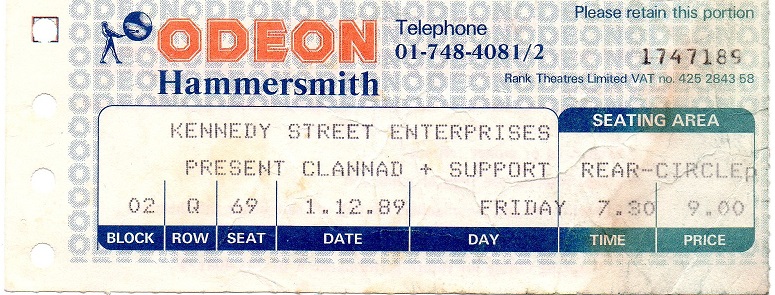 Please retain this portion
ODEON
Telephone
01-748-4081/2
1747189
Hammersmith
Rank Theatres Limited VAT no. 425 2843 58
SEATING AREA
KENNEDY STREET ENTERPRISES
PRESENT CLANNAD + SUPPORT REAR-CIRCLE
02 Q 69 1.12.89 FRIDAY 7.30 9.00
BLOCK ROW SEAT DATE DAY TIME PRICE